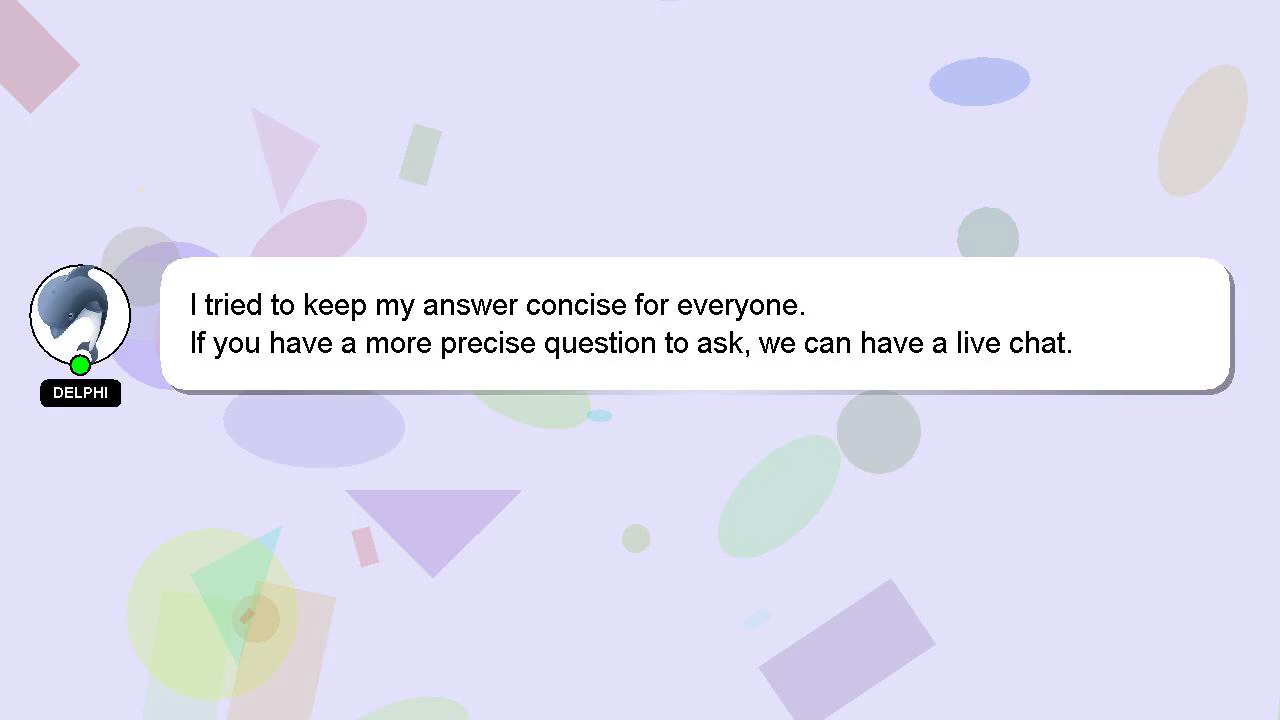 I tried to keep my answer concise for everyone.
If you have a more precise question to ask, we can have a live chat.
DELPHI